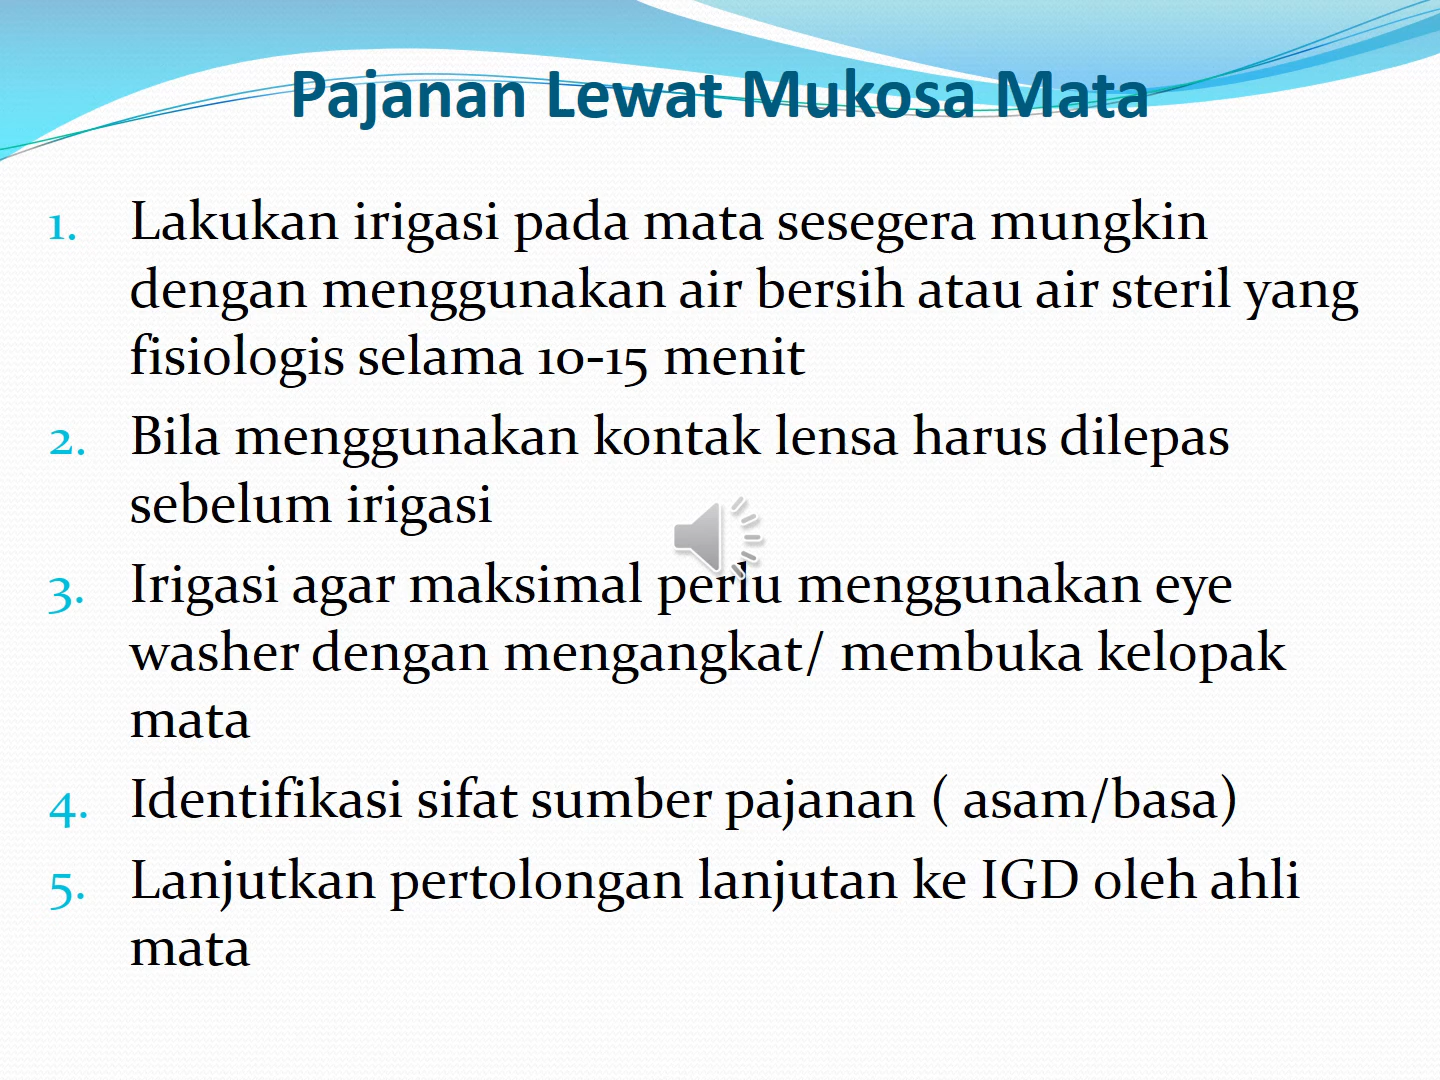 Pajanan Lewat Mukosa Mata
1. Lakukan irigasi pada mata sesegera mungkin
dengan menggunakan air bersih atau air steril yang
fisiologis selama 10-15 menit
2. Bila menggunakan kontak lensa harus dilepas
sebelum irigasi
3. Irigasi agar maksimal perlu menggunakan eye
washer dengan mengangkat/ membuka kelopak
mata
4. Identifikasi sifat sumber pajanan ( asam/basa)
5. Lanjutkan pertolongan lanjutan ke IGD oleh ahli
mata